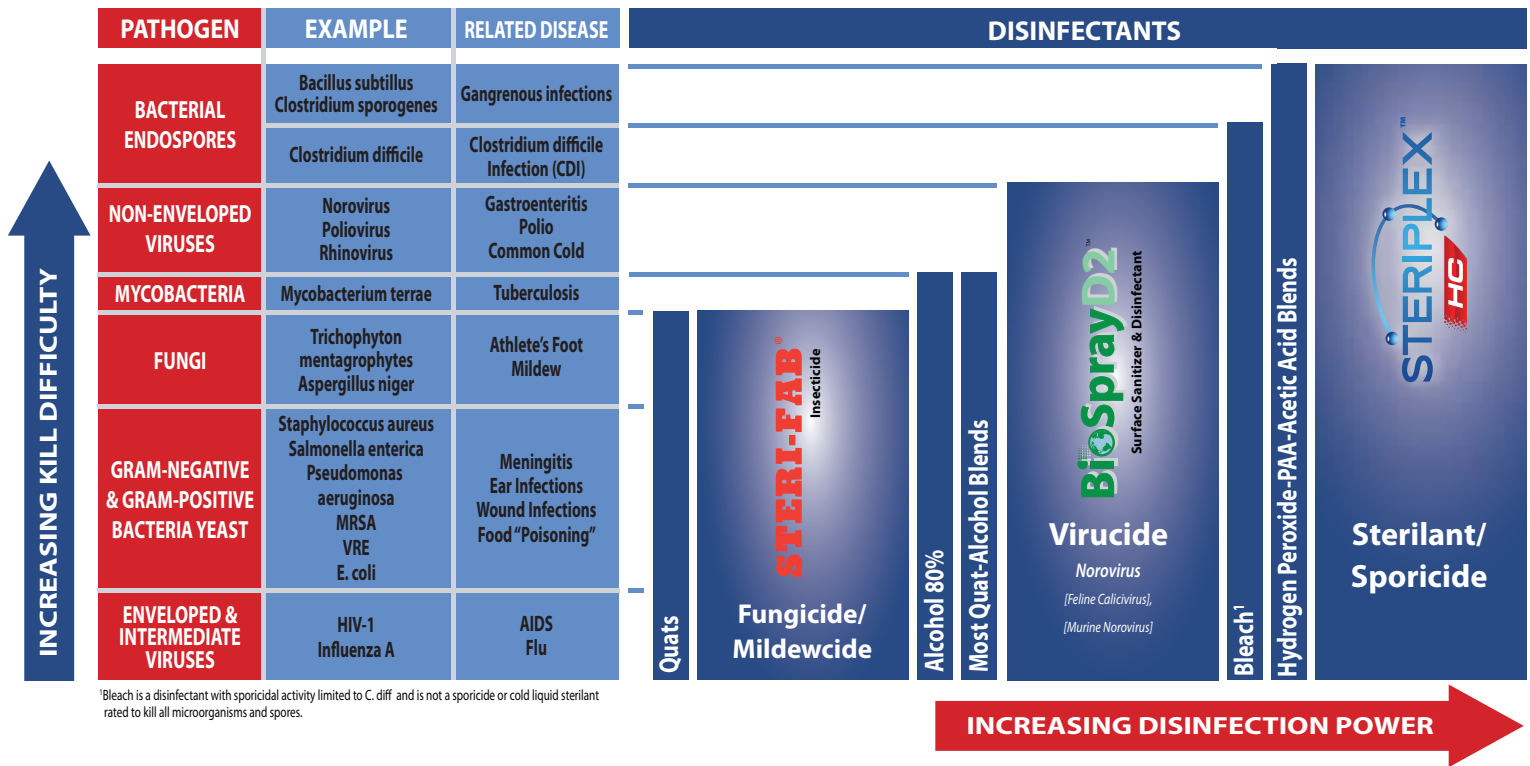 PATHOGEN
EXAMPLE
RELATED DISEASE
DISINFECTANTS
BACTERIAL
ENDOSPORES
Bacillus subtillus
Clostridium sporogenes
Gangrenous infections
Clostridium difficile
Clostridium difficile
Infection (CDI)
NON-ENVELOPED
VIRUSES
Norovirus
Poliovirus
Rhinovirus
Gastroenteritis
Polio
Common Cold
MYCOBACTERIA
Mycobacterium terrae
Tuberculosis
FUNGI
Trichophyton
mentagrophytes
Aspergillus niger
Athlete's Foot
Mildew
GRAM-NEGATIVE
& GRAM-POSITIVE
BACTERIA YEAST
Staphylococcus aureus
Salmonella enterica
Pseudomonas
aeruginosa
MRSA
VRE
E. coli
Meningitis
Ear Infections
Wound Infections
Food “Poisoning”
ENVELOPED &
INTERMEDIATE
VIRUSES
HIV-1
Influenza A
AIDS
Flu
INCREASING KILL DIFFICULTY
Quats
STERI-FAB®
Insecticide
Fungicide/
Mildewcide
Alcohol 80%
Most Quat-Alcohol Blends
BioSprayD2™
Surface Sanitizer & Disinfectant
Virucide
Norovirus
[Feline Calicivirus],
[Murine Norovirus]
Bleach¹
Hydrogen Peroxide-PAA-Acetic Acid Blends
STERIPLEX™
HC
Sterilant/
Sporicide
¹Bleach is a disinfectant with sporicidal activity limited to C. diff and is not a sporicide or cold liquid sterilant
rated to kill all microorganisms and spores.
INCREASING DISINFECTION POWER